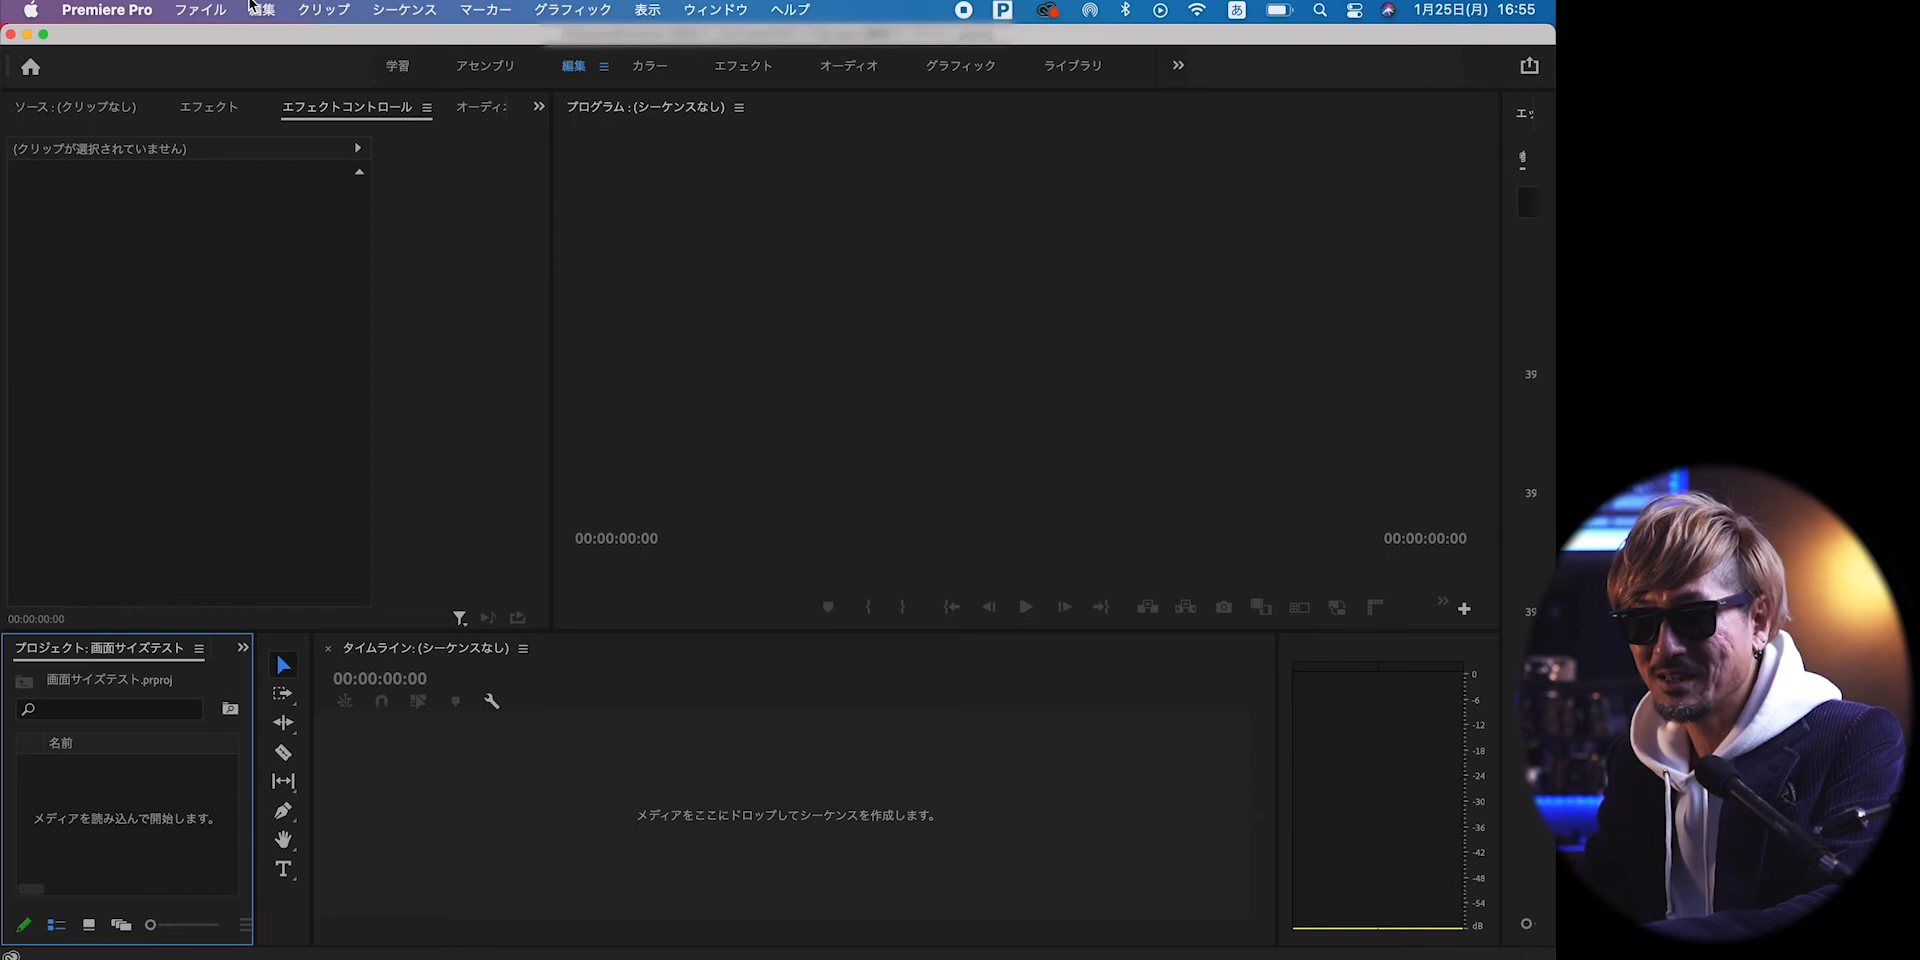 Premiere Pro ファイル 編集 クリップ シーケンス マーカー グラフィック 表示 ウィンドウ ヘルプ P あ 1月25日(月) 16:55
学習 アセンブリ 編集 カラー エフェクト オーディオ グラフィック ライブラリ
ソース: (クリップなし) エフェクト エフェクトコントロール オーディ プログラム: (シーケンスなし) エッ
(クリップが選択されていません)
39
39
00:00:00:00 00:00:00:00
39
00:00:00:00
プロジェクト: 画面サイズテスト タイムライン: (シーケンスなし)
画面サイズテスト.prproj 00:00:00:00
名前
メディアを読み込んで開始します。
メディアをここにドロップしてシーケンスを作成します。
T
0
-6
-12
-18
-24
-30
-36
-42
-48
-54
dB